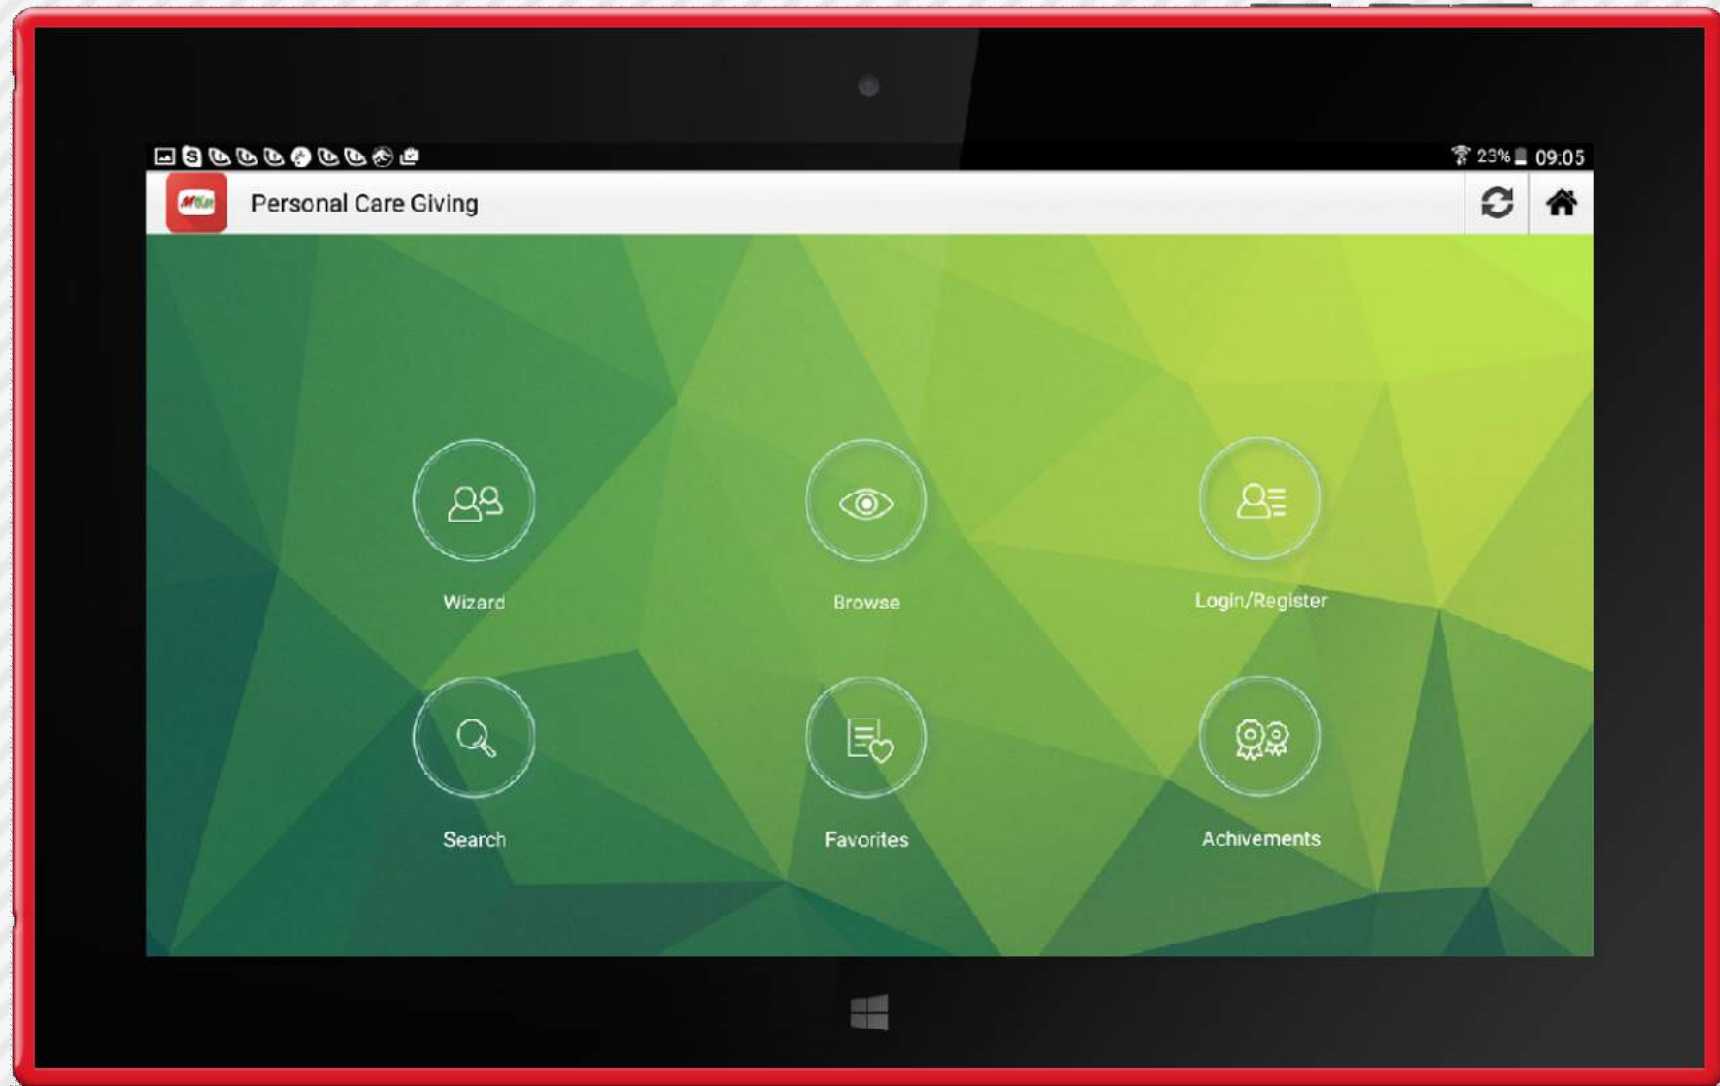 23% 09:05
Personal Care Giving
Wizard
Browse
Login/Register
Search
Favorites
Achivements